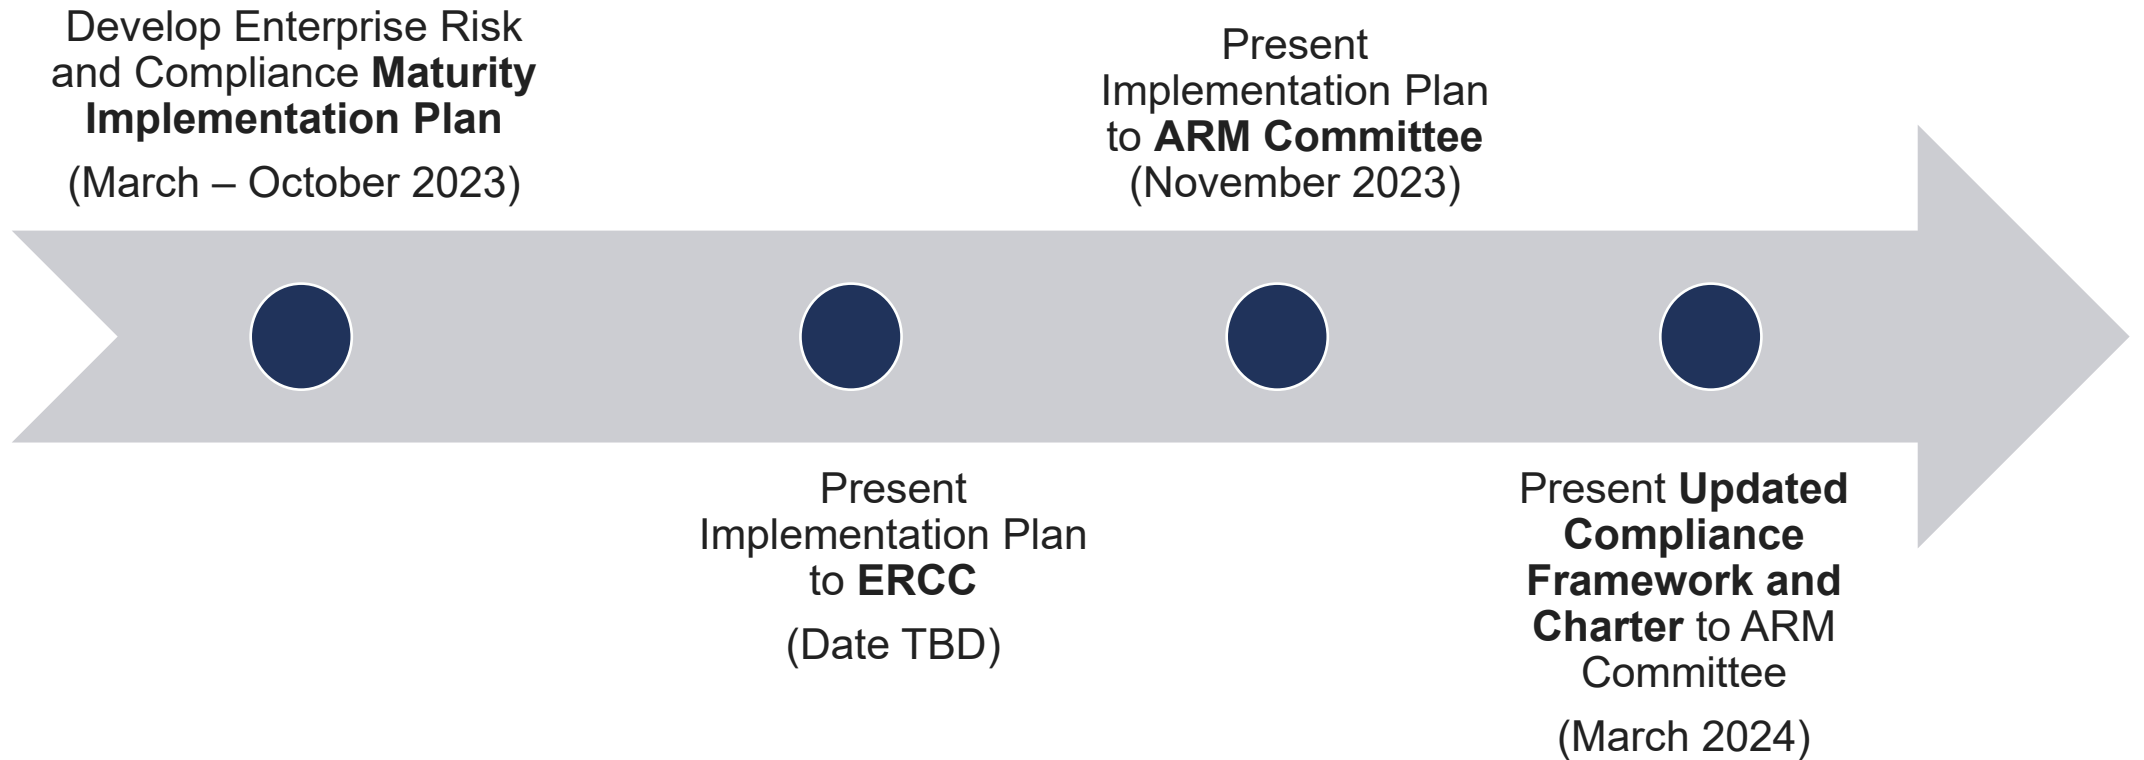 Develop Enterprise Risk
and Compliance Maturity
Implementation Plan
(March – October 2023)
Present
Implementation Plan
to ERCC
(Date TBD)
Present
Implementation Plan
to ARM Committee
(November 2023)
Present Updated
Compliance
Framework and
Charter to ARM
Committee
(March 2024)